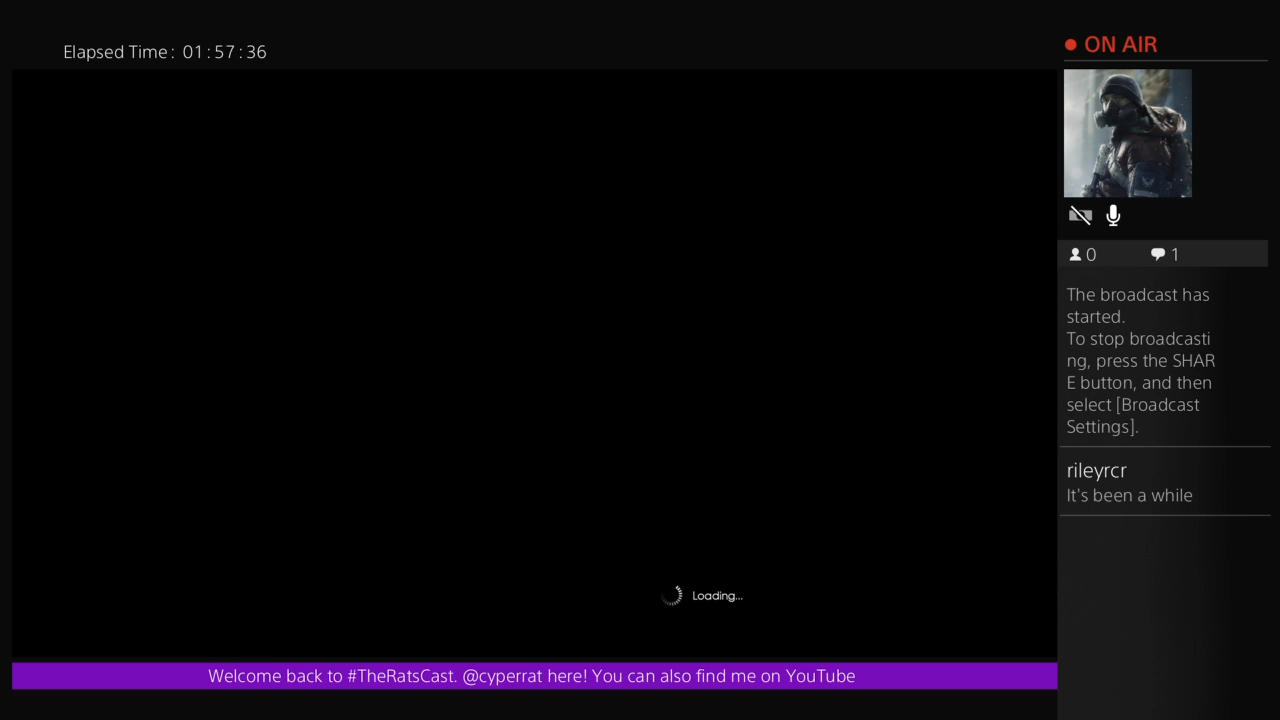 Elapsed Time: 01:57:36
ON AIR
0 1
The broadcast has
started.
To stop broadcasti
ng, press the SHAR
E button, and then
select [Broadcast
Settings].
rileyrcr
It's been a while
Loading...
Welcome back to #TheRatsCast. @cyperrat here! You can also find me on YouTube